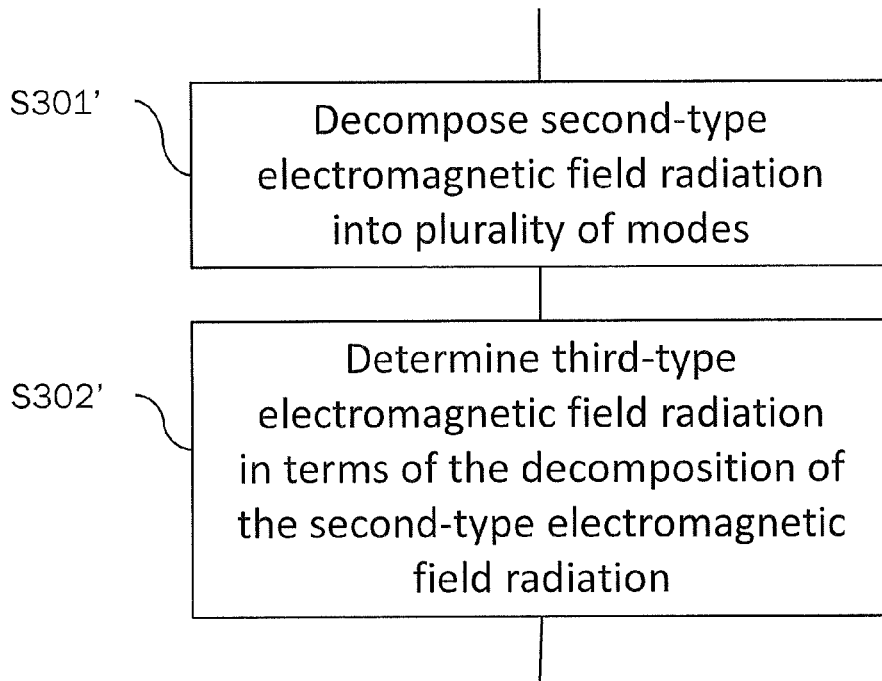 S301’
Decompose second-type
electromagnetic field radiation
into plurality of modes
S302’
Determine third-type
electromagnetic field radiation
in terms of the decomposition of
the second-type electromagnetic
field radiation